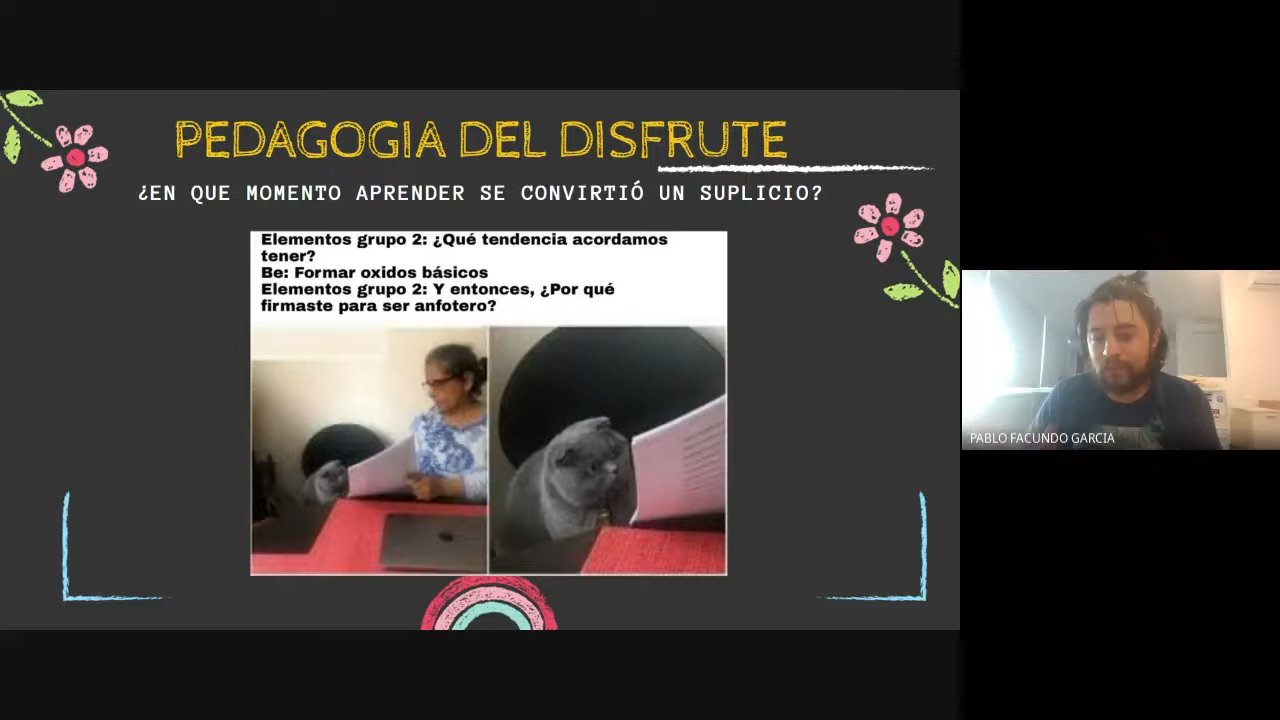 PEDAGOGIA DEL DISFRUTE
¿EN QUE MOMENTO APRENDER SE CONVIRTIÓ UN SUPLICIO?
Elementos grupo 2: ¿Qué tendencia acordamos
tener?
Be: Formar oxidos básicos
Elementos grupo 2: Y entonces, ¿Por qué
firmaste para ser anfotero?
PABLO FACUNDO GARCIA